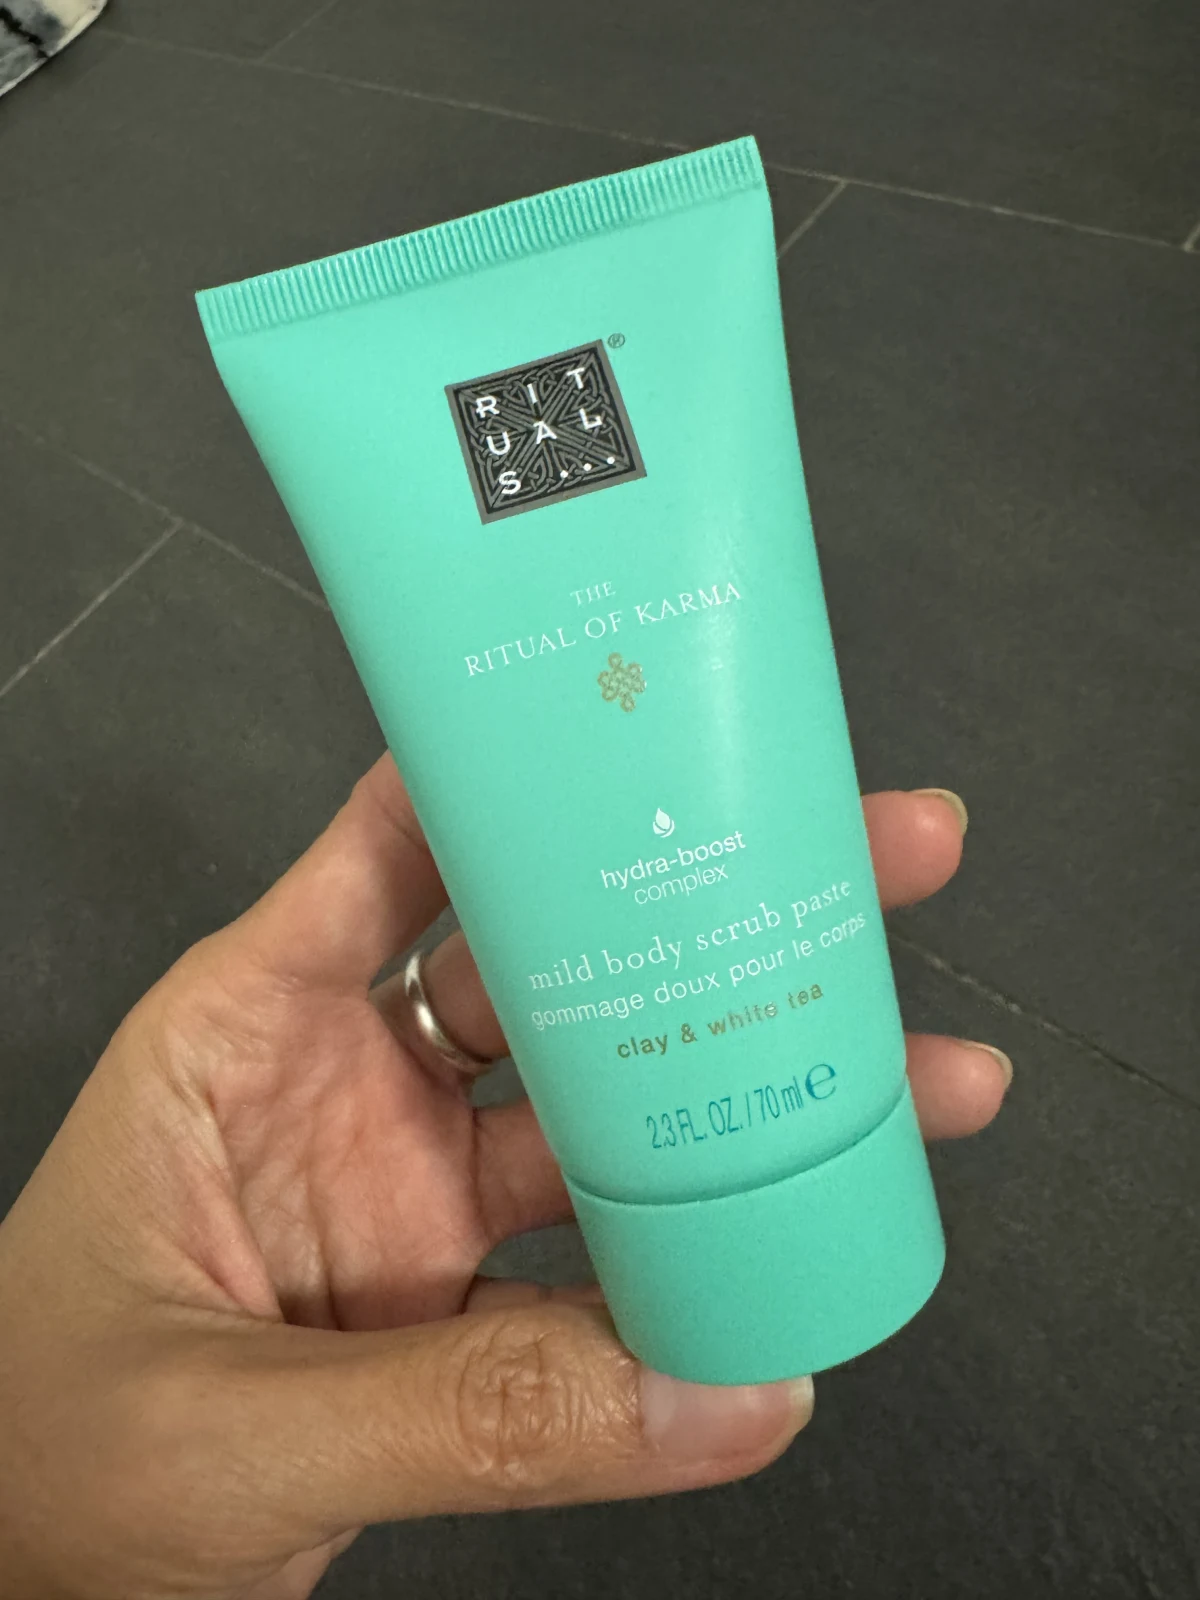 RIT
UAL
S...
®
THE
RITUAL OF KARMA
hydra-boost
complex
mild body scrub paste
gommage doux pour le corps
clay & white tea
2.3 FL. OZ. / 70 ml ℮